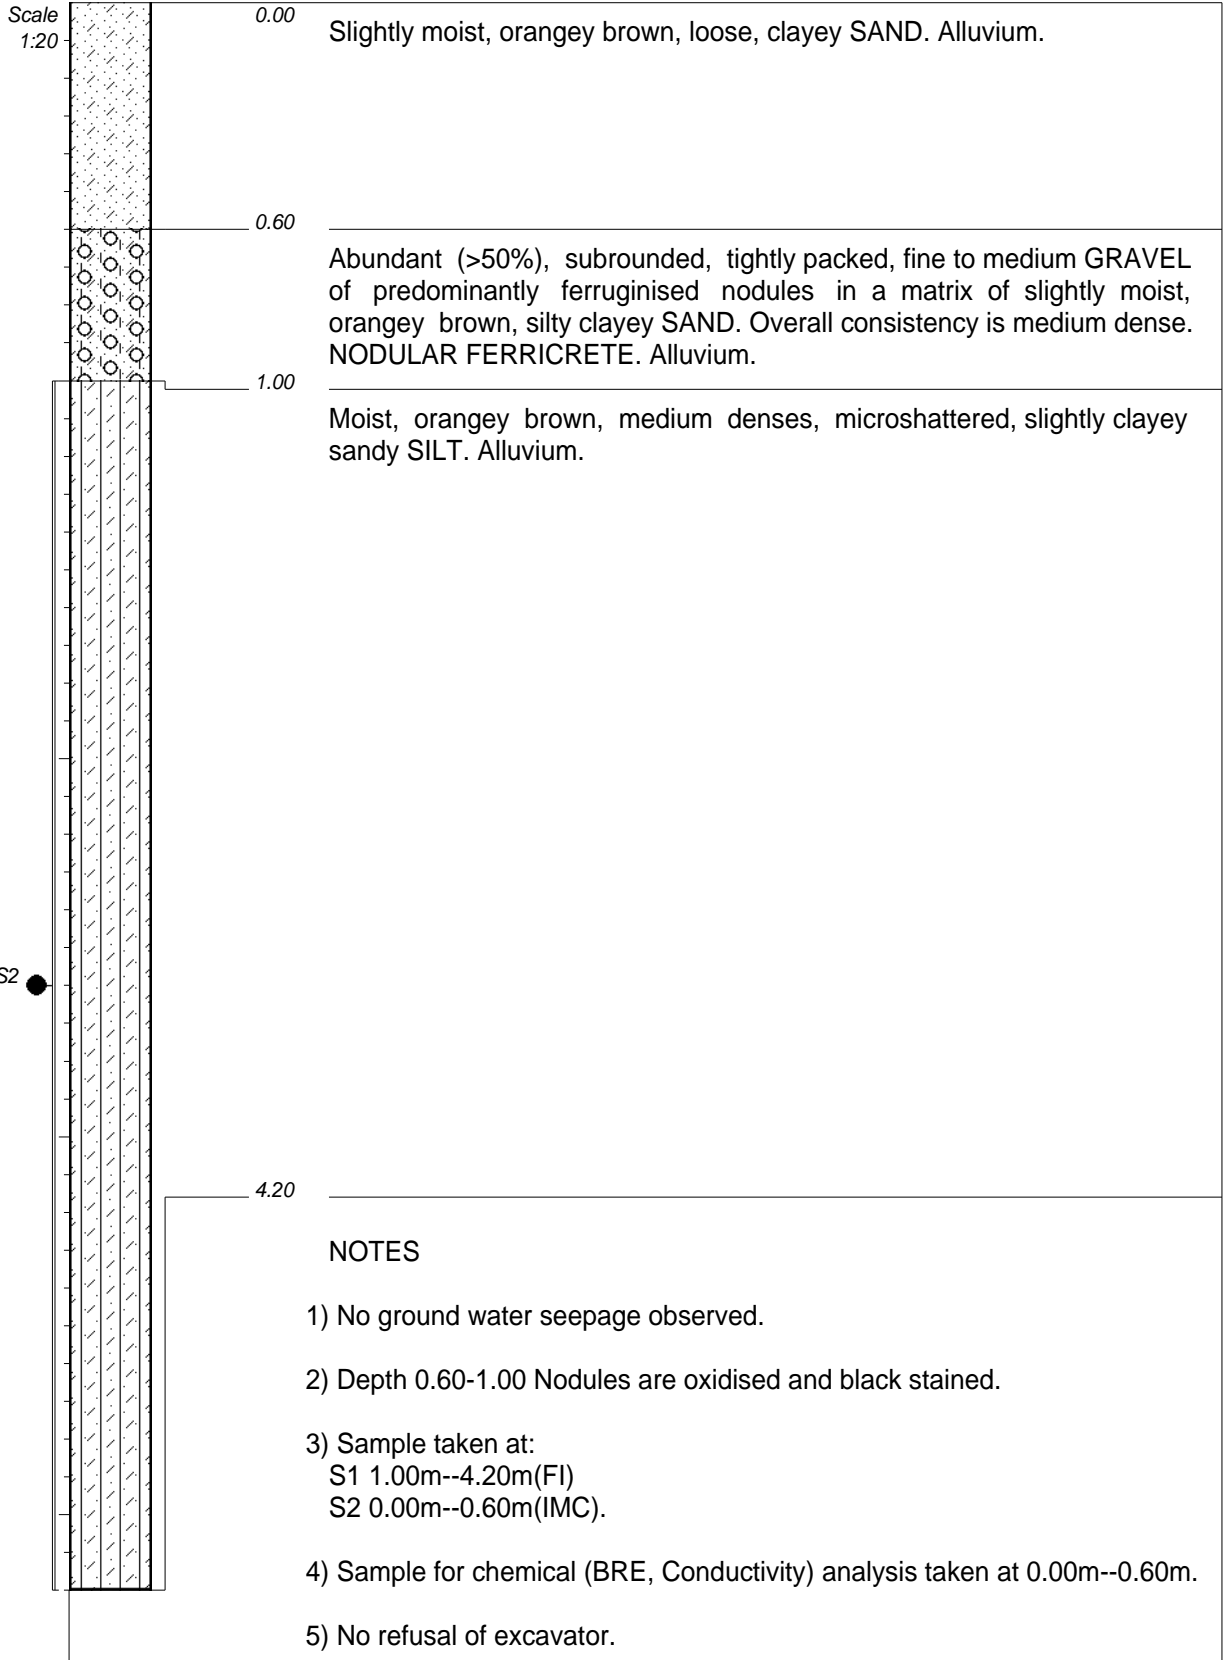 Scale
1:20
0.00
Slightly moist, orangey brown, loose, clayey SAND. Alluvium.
0.60
Abundant (>50%), subrounded, tightly packed, fine to medium GRAVEL
of predominantly ferruginised nodules in a matrix of slightly moist,
orangey brown, silty clayey SAND. Overall consistency is medium dense.
NODULAR FERRICRETE. Alluvium.
1.00
Moist, orangey brown, medium denses, microshattered, slightly clayey
sandy SILT. Alluvium.
S2
4.20
NOTES
1) No ground water seepage observed.
2) Depth 0.60-1.00 Nodules are oxidised and black stained.
3) Sample taken at:
S1 1.00m--4.20m(FI)
S2 0.00m--0.60m(IMC).
4) Sample for chemical (BRE, Conductivity) analysis taken at 0.00m--0.60m.
5) No refusal of excavator.